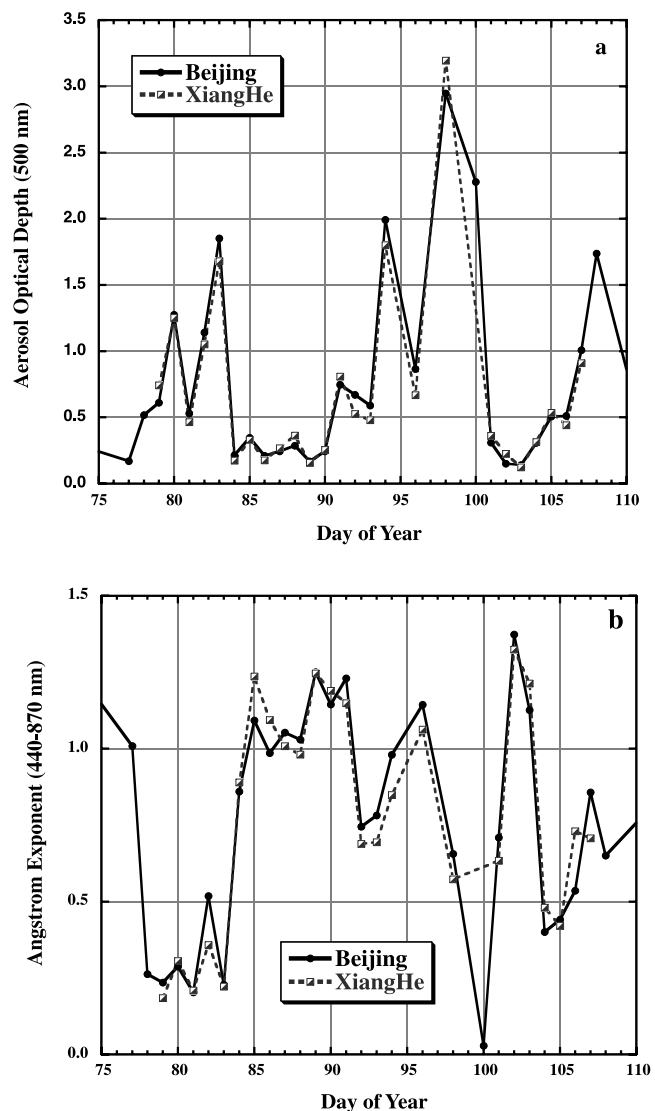 a
3.5
3.0
2.5
2.0
1.5
1.0
0.5
0.0
Aerosol Optical Depth (500 nm)
Beijing
XiangHe
75 80 85 90 95 100 105 110
Day of Year
b
1.5
1.0
0.5
0.0
Angstrom Exponent (440-870 nm)
Beijing
XiangHe
75 80 85 90 95 100 105 110
Day of Year